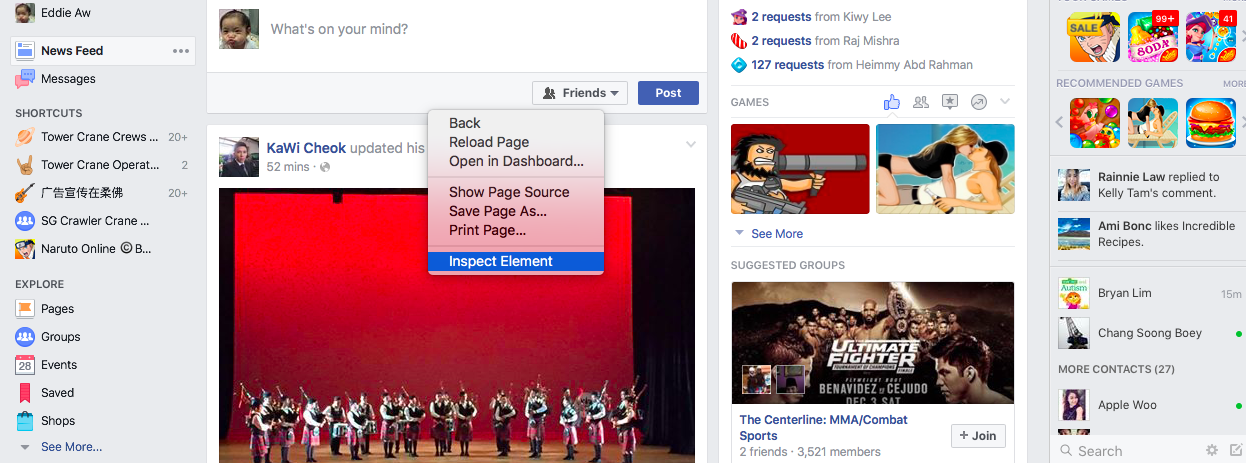 Eddie Aw
News Feed
Messages
SHORTCUTS
Tower Crane Crews ... 20+
Tower Crane Operat... 2
广告宣传在柔佛 20+
SG Crawler Crane ...
Naruto Online © B...
EXPLORE
Pages
Groups
28 Events
Saved
Shops
See More...
What's on your mind?
Friends
Post
KaWi Cheok updated his
52 mins ·
Back
Reload Page
Open in Dashboard...
Show Page Source
Save Page As...
Print Page...
Inspect Element
2 requests from Kiwy Lee
2 requests from Raj Mishra
127 requests from Heimmy Abd Rahman
GAMES
See More
SUGGESTED GROUPS
ULTIMATE
FIGHTER
TOURNAMENT OF CHAMPIONS
FINALE
FLYWEIGHT BOUT
BENAVIDEZ VS CEJUDO
DEC 3 SAT
The Centerline: MMA/Combat
Sports
2 friends · 3,521 members
+ Join
SALE
99+
SODA
41
RECOMMENDED GAMES
MORE
Rainnie Law replied to
Kelly Tam's comment.
Ami Bonc likes Incredible
Recipes.
Autism
Bryan Lim 15m
Chang Soong Boey
MORE CONTACTS (27)
Apple Woo
Search